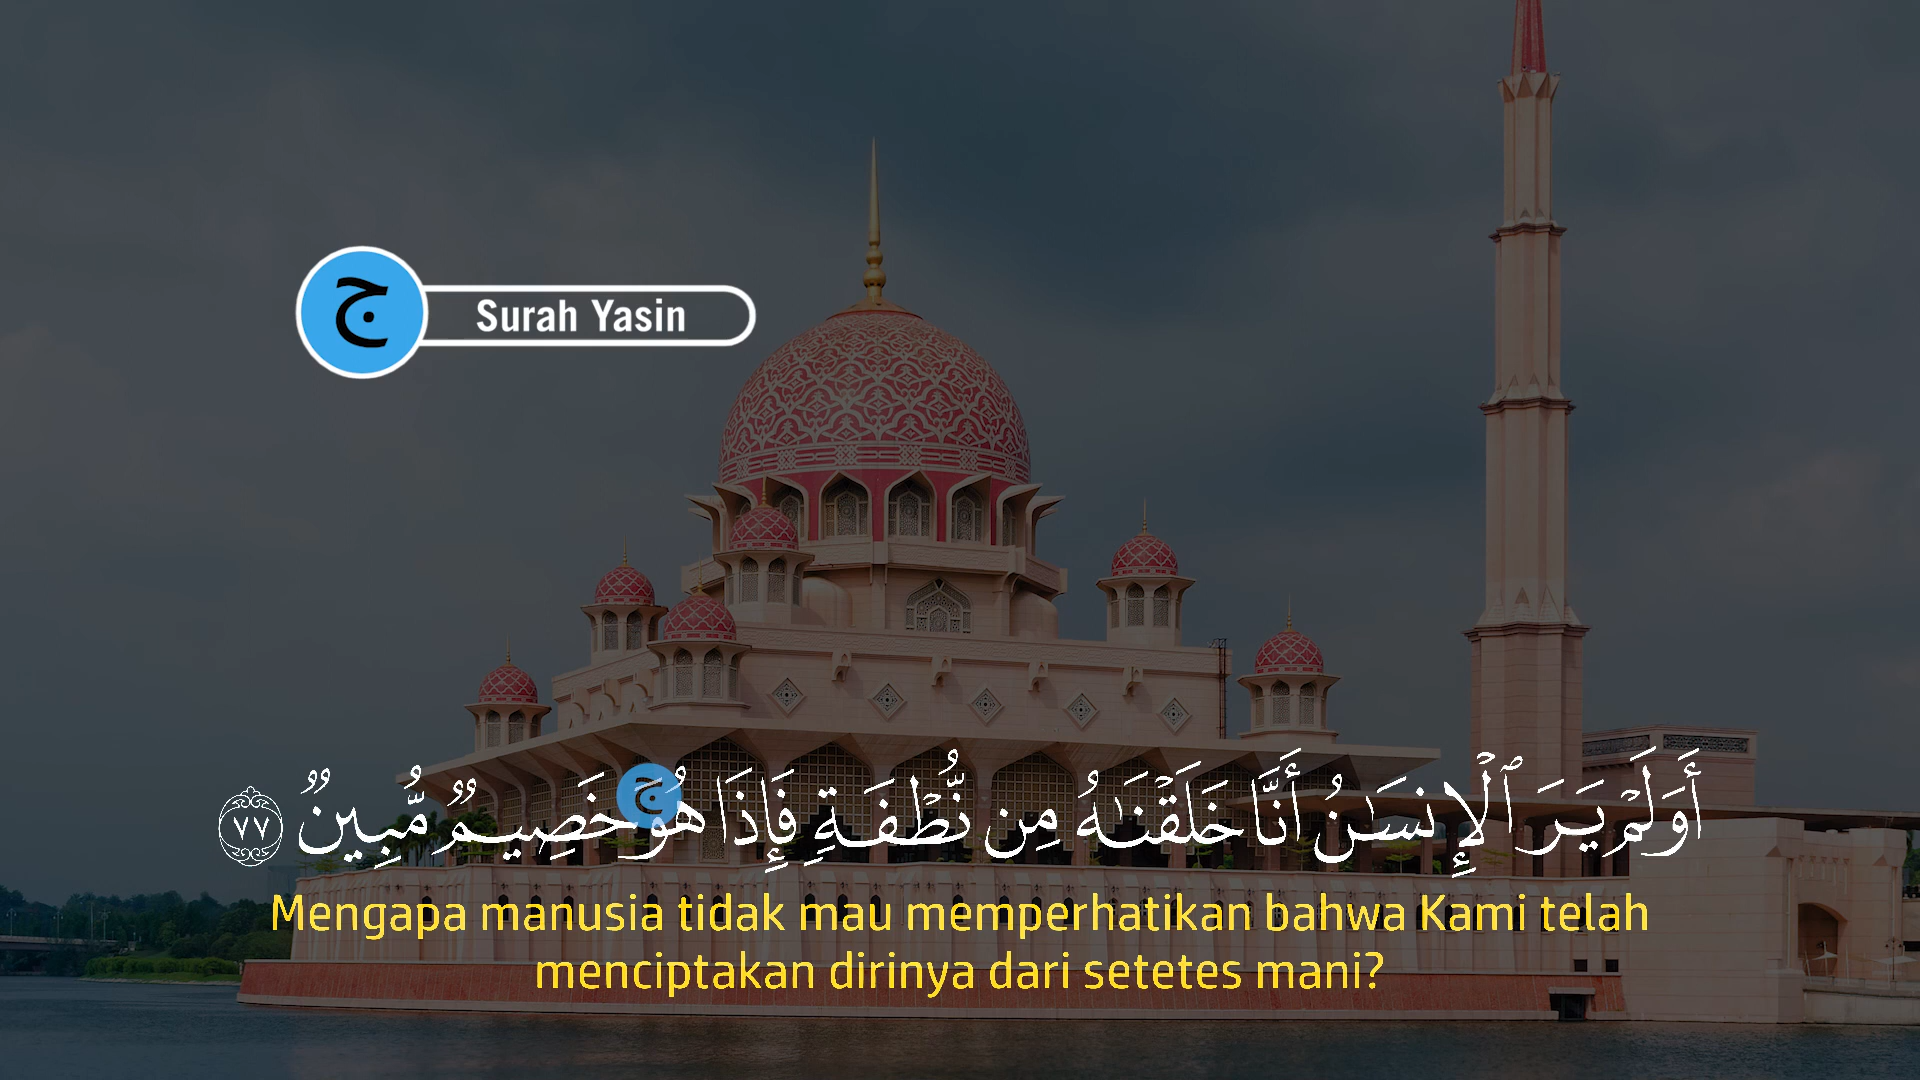 ج
Surah Yasin
أَوَلَمْ يَرَ ٱلْإِنسَـٰنُ أَنَّا خَلَقْنَـٰهُ مِن نُّطْفَةٍ فَإِذَا هُوَ خَصِيمٌ مُّبِينٌ ٧٧
ج
Mengapa manusia tidak mau memperhatikan bahwa Kami telah
menciptakan dirinya dari setetes mani?